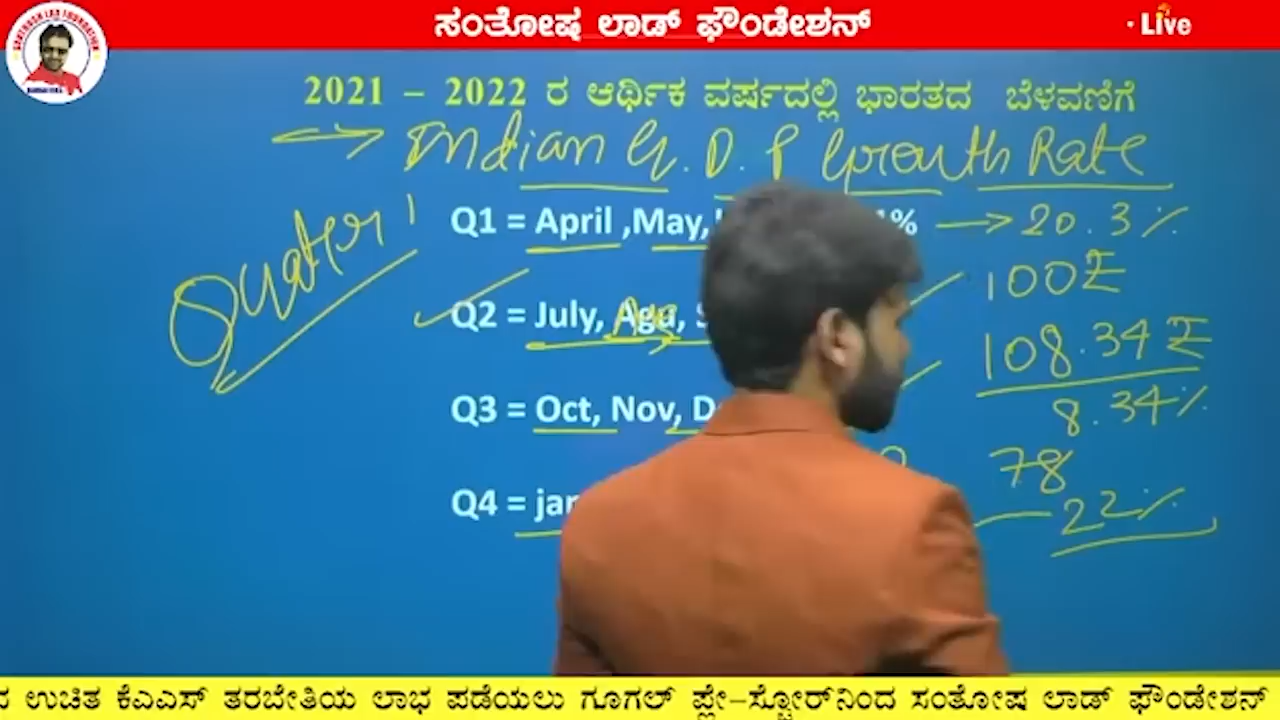 ಸಂತೋಷ ಲಾಡ್ ಫೌಂಡೇಶನ್
Live
2021 – 2022 ರ ಆರ್ಥಿಕ ವರ್ಷದಲ್ಲಿ ಭಾರತದ ಬೆಳವಣಿಗೆ
Indian G.D.P Growth Rate
Quater 1
Q1 = April ,May, % → 20.3%
100₹
Q2 = July, Agu,
108.34₹
8.34%
Q3 = Oct, Nov,
78
Q4 = jan
22%
ಉಚಿತ ಕೆಎಎಸ್ ತರಬೇತಿಯ ಲಾಭ ಪಡೆಯಲು ಗೂಗಲ್ ಪ್ಲೇ–ಸ್ಟೋರ್‌ನಿಂದ ಸಂತೋಷ ಲಾಡ್ ಫೌಂಡೇಶನ್